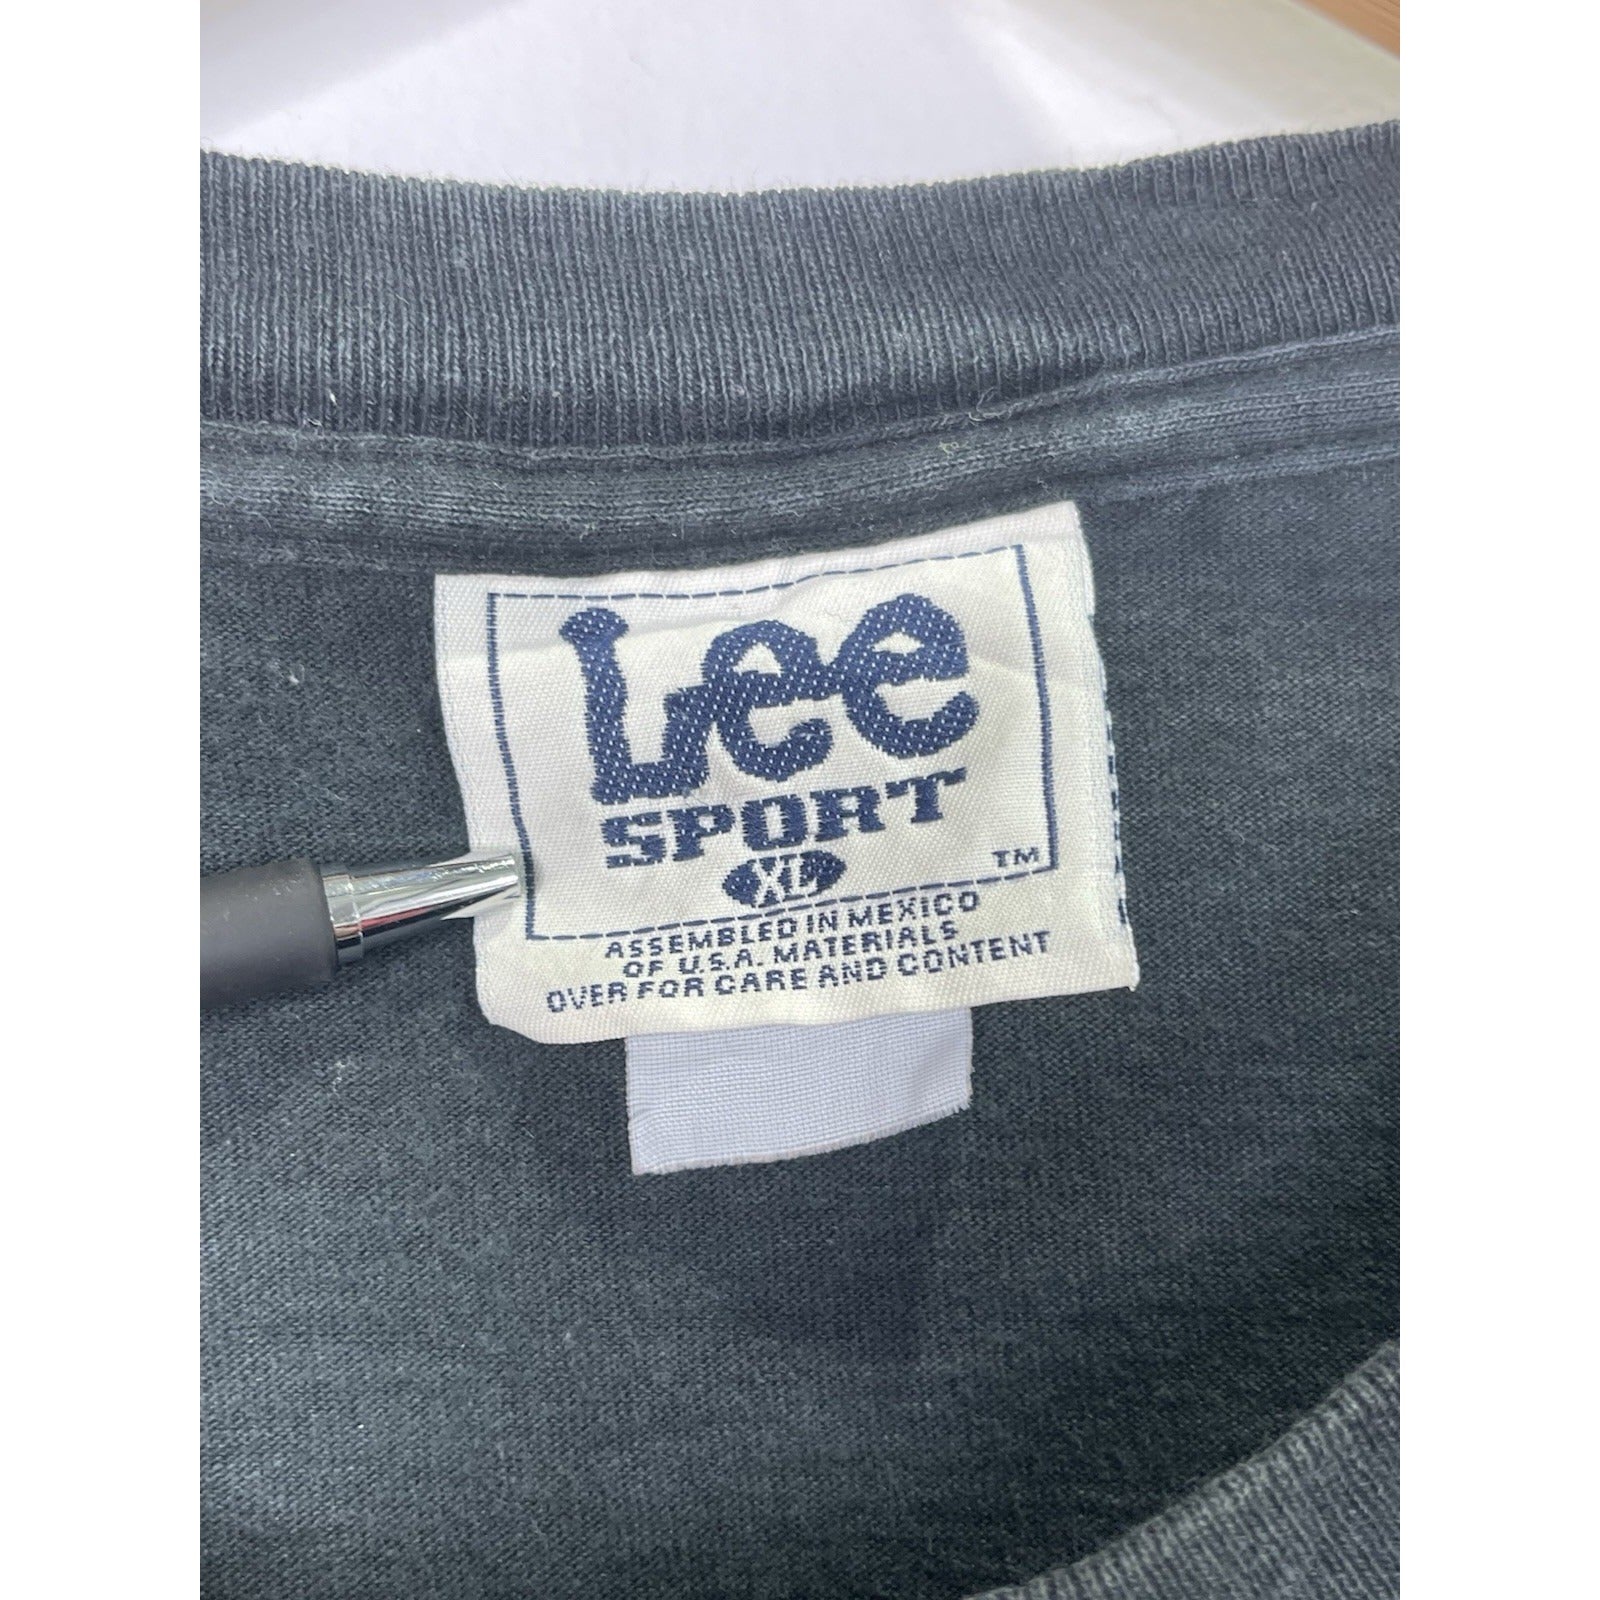 Lee
SPORT
XL
TM
ASSEMBLED IN MEXICO
OF U.S.A. MATERIALS
OVER FOR CARE AND CONTENT